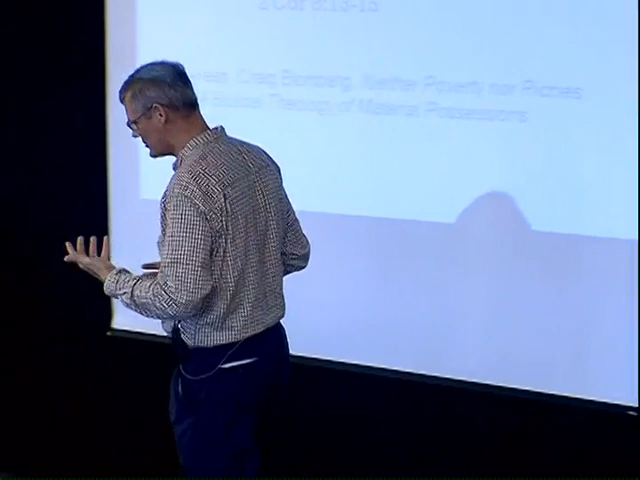 2 Cor 8:13-15
Craig Blomberg, Neither Poverty nor Riches:
Theology of Material Possessions